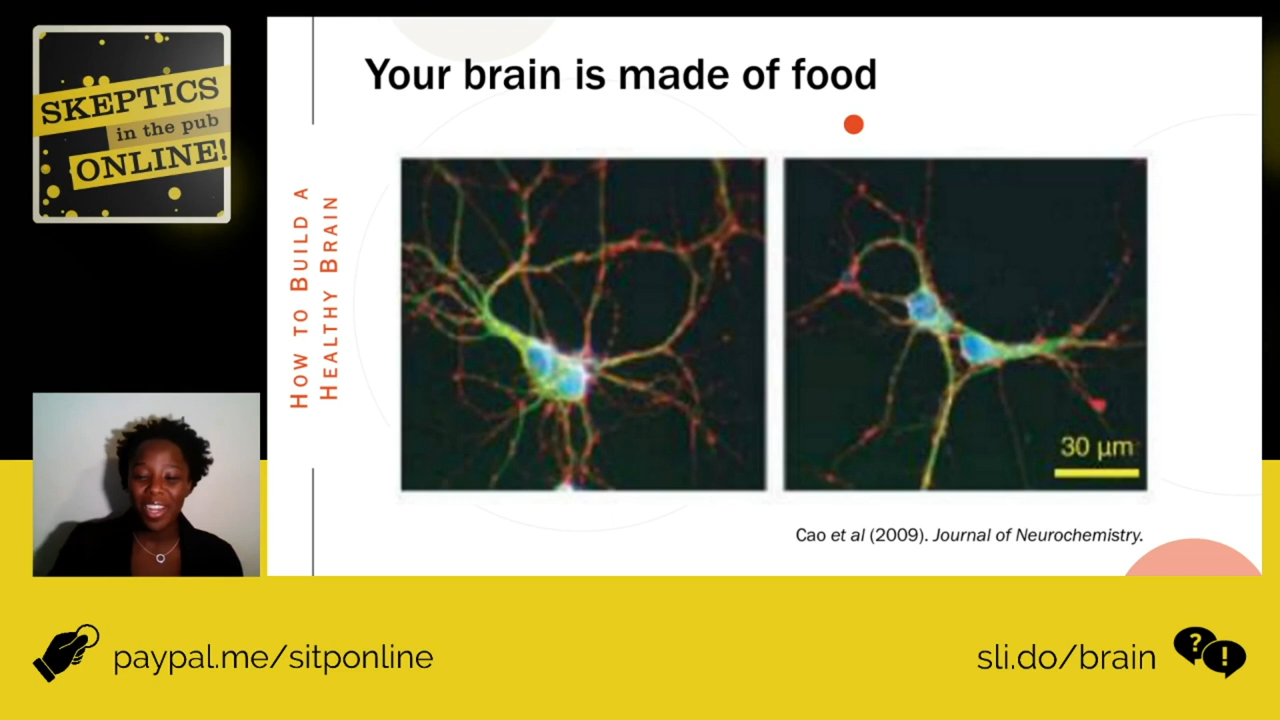 SKEPTICS
in the pub
ONLINE!
Your brain is made of food
HOW TO BUILD A
HEALTHY BRAIN
30 µm
Cao et al (2009). Journal of Neurochemistry.
paypal.me/sitponline
sli.do/brain
?
!